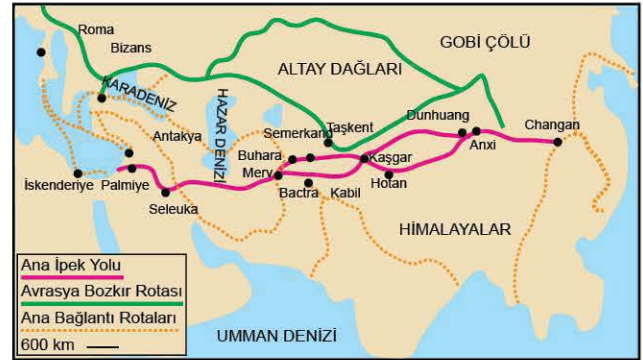 Roma
Bizans
GOBİ ÇÖLÜ
ALTAY DAĞLARI
KARADENİZ
HAZAR DENİZİ
Antakya
Semerkand
Taşkent
Dunhuang
Changan
Buhara
Kaşgar
Anxi
Merv
İskenderiye
Palmiye
Bactra
Kabil
Hotan
Seleuka
HİMALAYALAR
Ana İpek Yolu
Avrasya Bozkır Rotası
Ana Bağlantı Rotaları
600 km
UMMAN DENİZİ